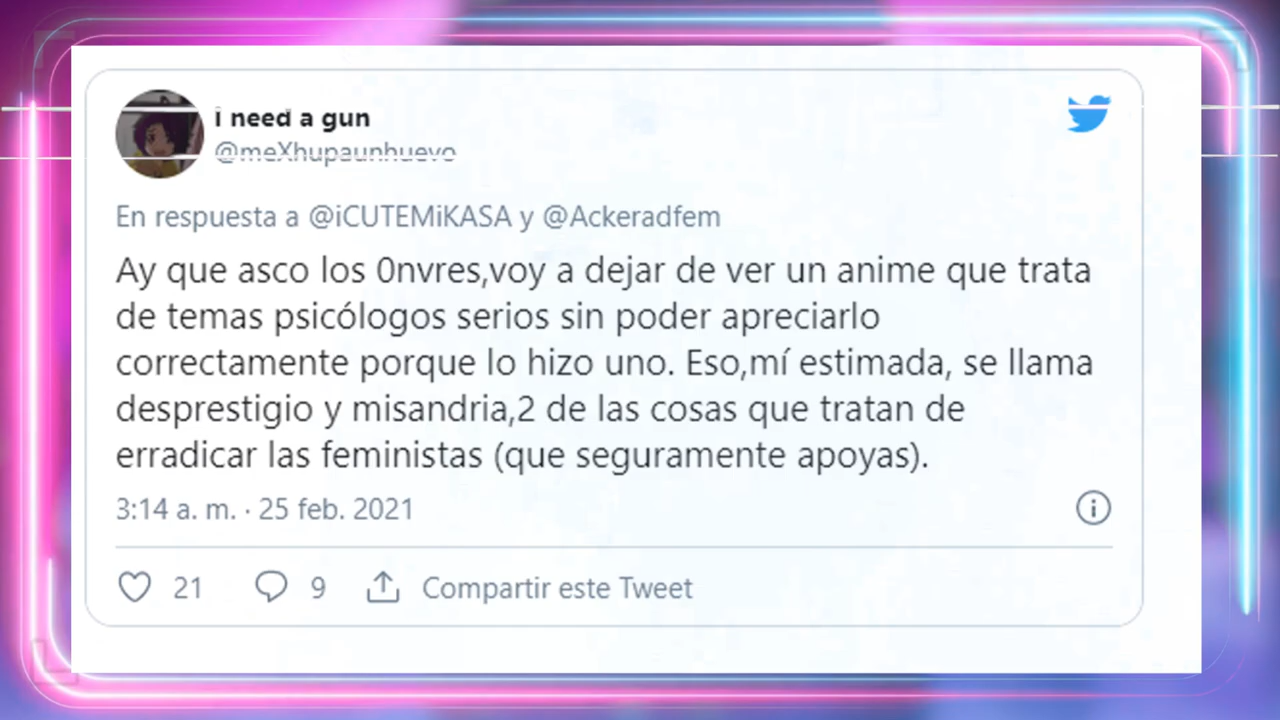 i need a gun
@meXhupaunhuevo
En respuesta a @iCUTEMiKASA y @Ackeradfem
Ay que asco los 0nvres,voy a dejar de ver un anime que trata
de temas psicólogos serios sin poder apreciarlo
correctamente porque lo hizo uno. Eso,mí estimada, se llama
desprestigio y misandria,2 de las cosas que tratan de
erradicar las feministas (que seguramente apoyas).
3:14 a. m. · 25 feb. 2021
21 9 Compartir este Tweet